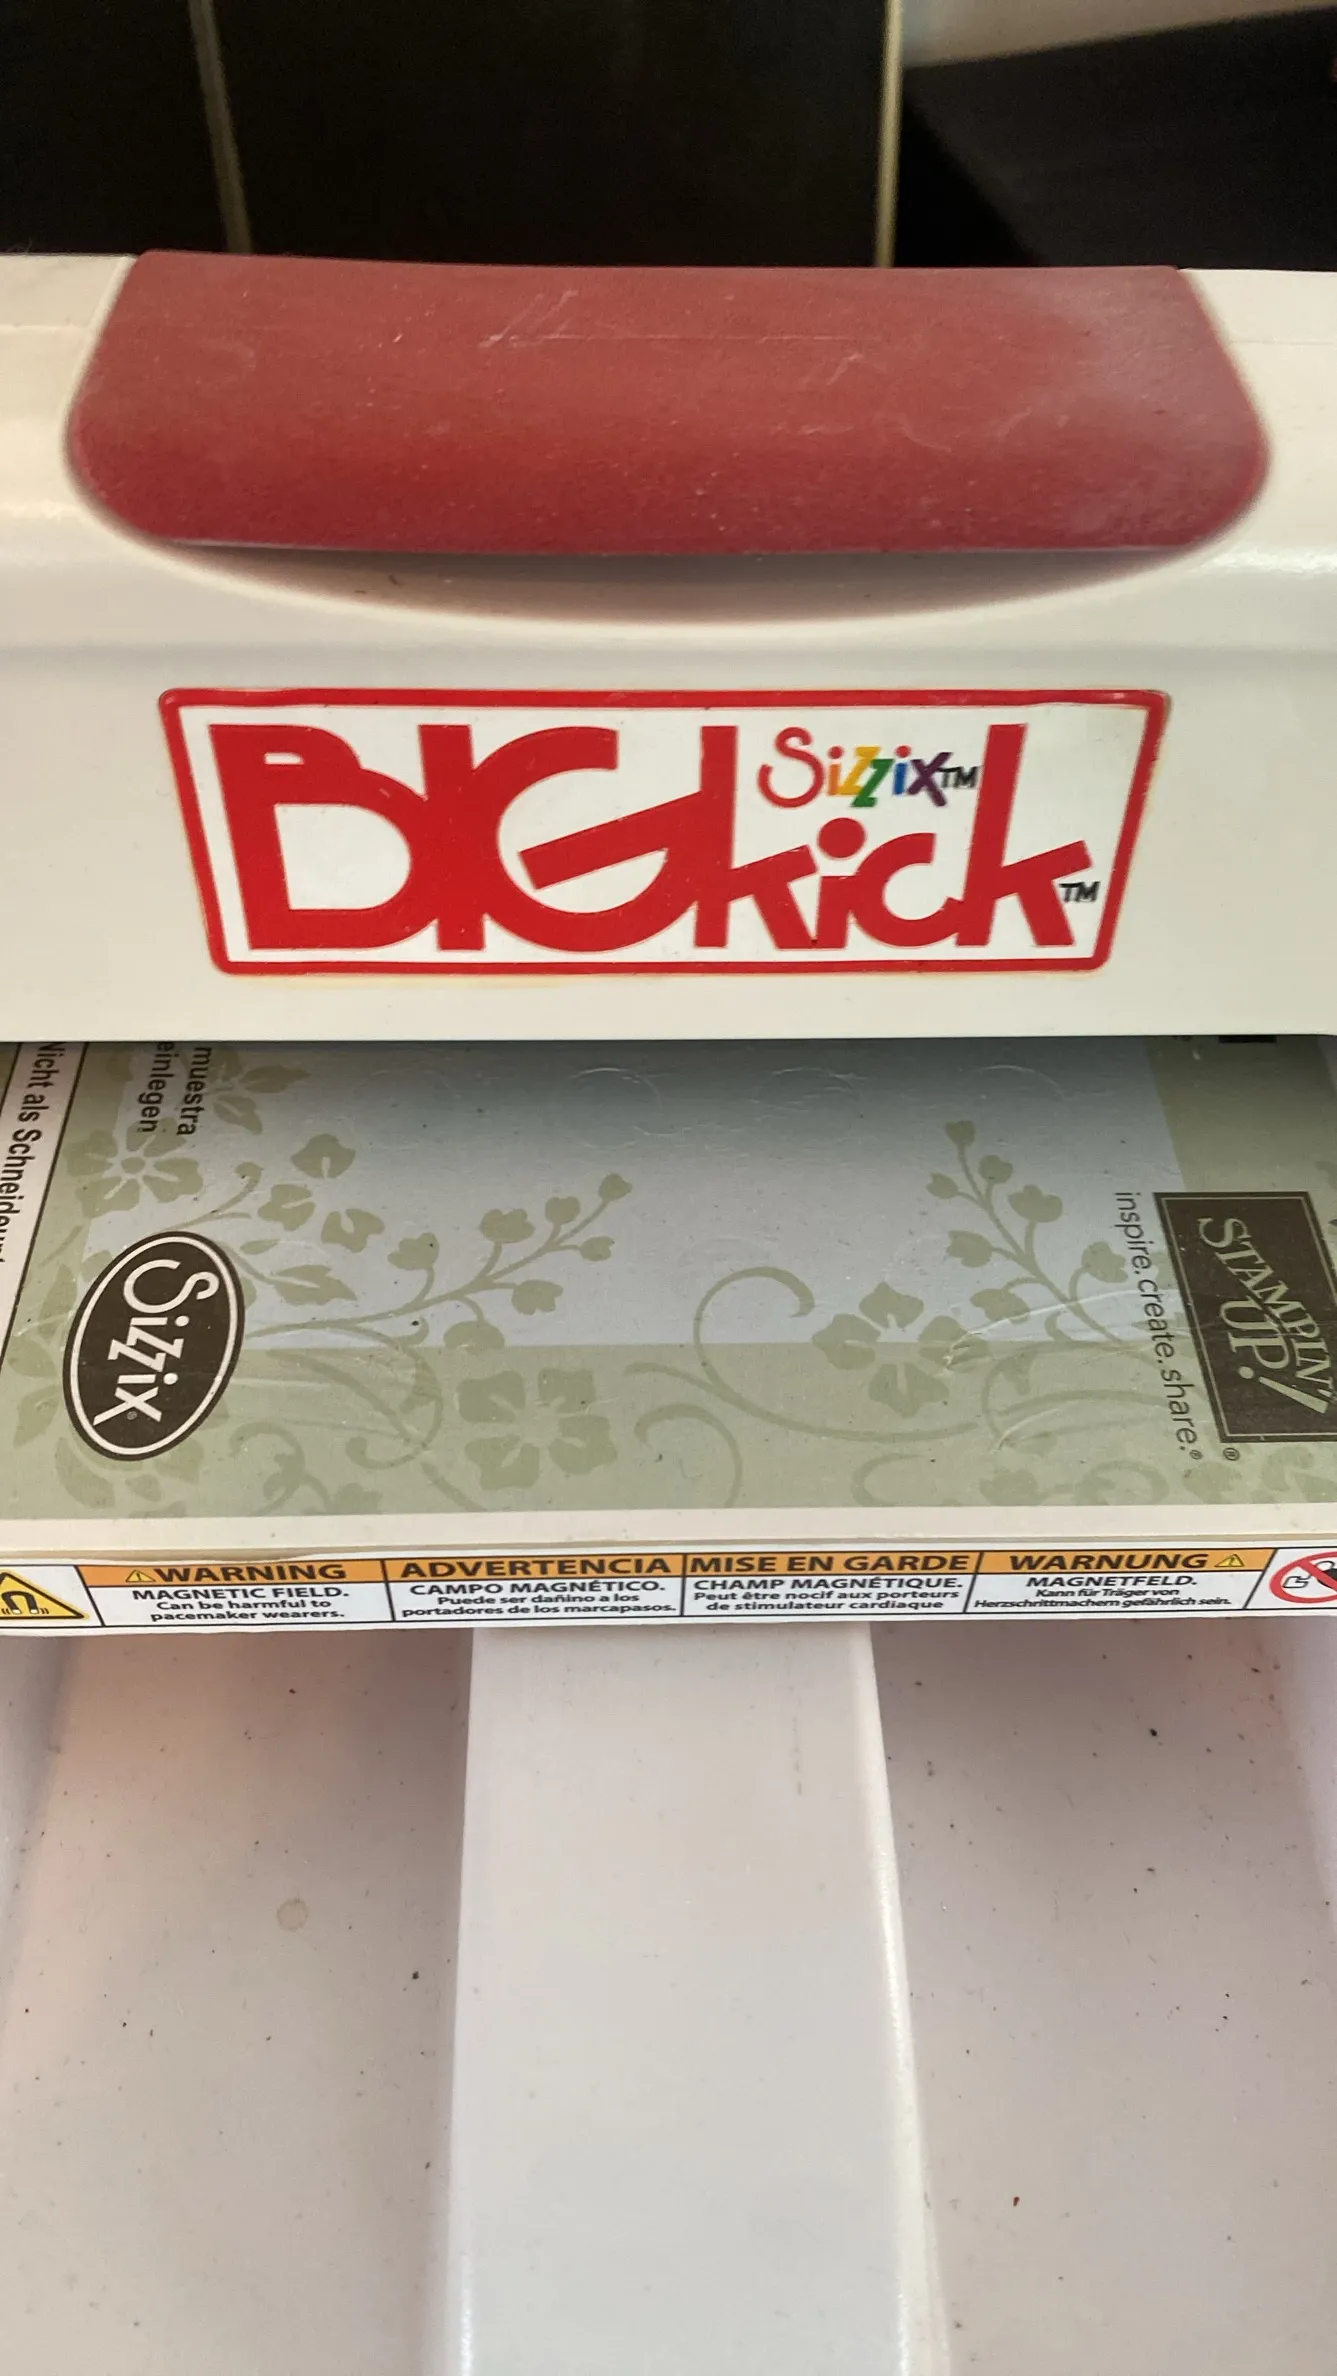 BIGkick™
Sizzix™
muestra
einlegen
Nicht als
Sizzix®
inspire.create.share.®
STAMPIN'
UP!®
WARNING
MAGNETIC FIELD.
Can be harmful to
pacemaker wearers.
ADVERTENCIA
CAMPO MAGNÉTICO.
Puede ser dañino a los
portadores de los marcapasos.
MISE EN GARDE
CHAMP MAGNÉTIQUE.
Peut être nocif aux porteurs
de stimulateur cardiaque
WARNUNG
MAGNETFELD.
Kann für Träger von
Herzschrittmachern gefährlich sein.